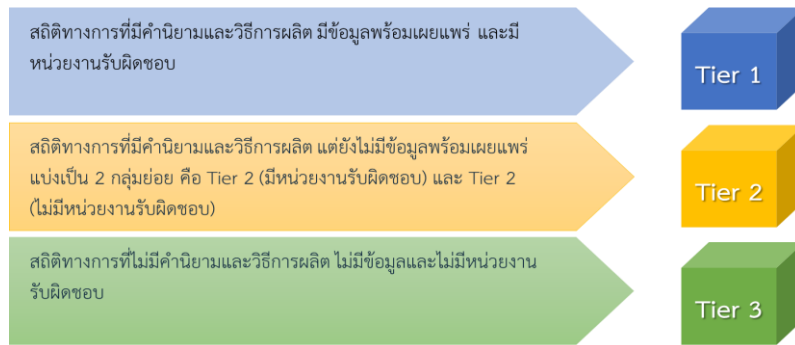 สถิติทางการที่มีคำนิยามและวิธีการผลิต มีข้อมูลพร้อมเผยแพร่ และมี
หน่วยงานรับผิดชอบ
Tier 1
สถิติทางการที่มีคำนิยามและวิธีการผลิต แต่ยังไม่มีข้อมูลพร้อมเผยแพร่
แบ่งเป็น 2 กลุ่มย่อย คือ Tier 2 (มีหน่วยงานรับผิดชอบ) และ Tier 2
(ไม่มีหน่วยงานรับผิดชอบ)
Tier 2
สถิติทางการที่ไม่มีคำนิยามและวิธีการผลิต ไม่มีข้อมูลและไม่มีหน่วยงาน
รับผิดชอบ
Tier 3